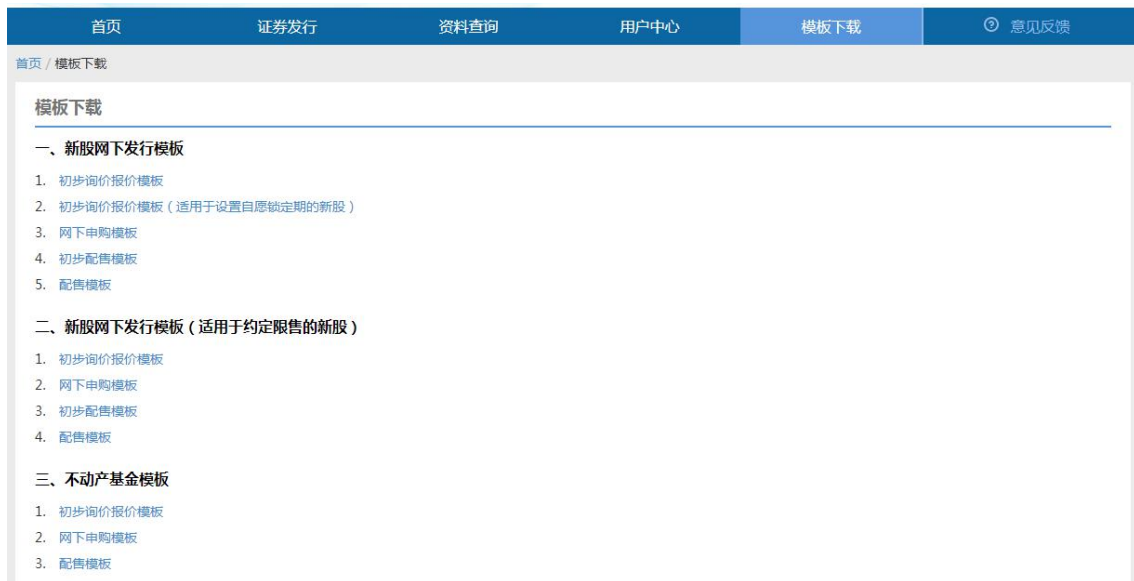 首页 证券发行 资料查询 用户中心 模板下载 意见反馈
首页 / 模板下载
模板下载
一、新股网下发行模板
1. 初步询价报价模板
2. 初步询价报价模板（适用于设置自愿锁定期的新股）
3. 网下申购模板
4. 初步配售模板
5. 配售模板
二、新股网下发行模板（适用于约定限售的新股）
1. 初步询价报价模板
2. 网下申购模板
3. 初步配售模板
4. 配售模板
三、不动产基金模板
1. 初步询价报价模板
2. 网下申购模板
3. 配售模板